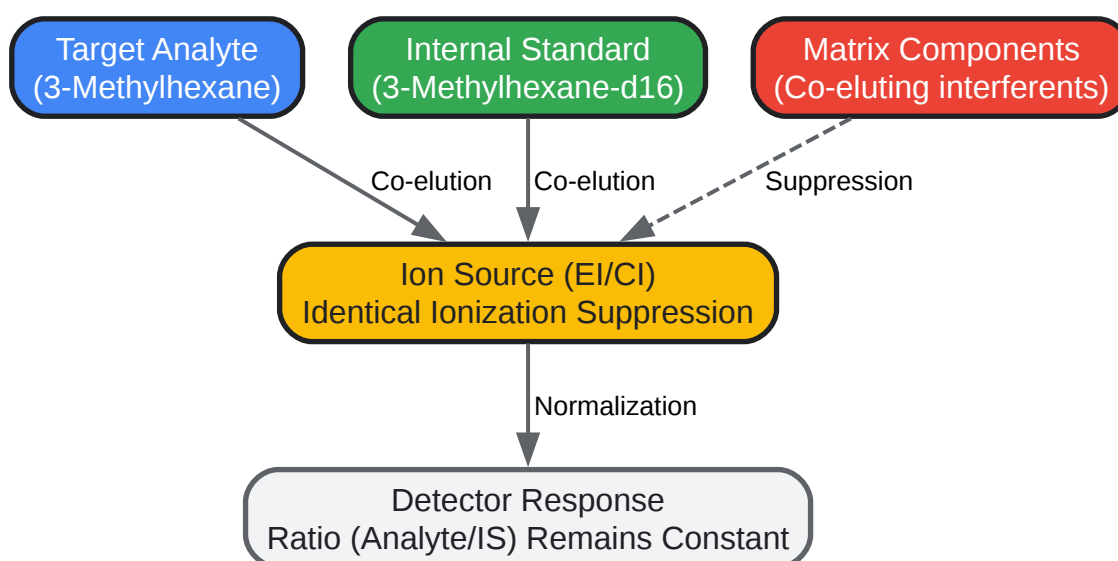 Target Analyte
(3-Methylhexane)
Internal Standard
(3-Methylhexane-d16)
Matrix Components
(Co-eluting interferents)
Co-elution
Co-elution
Suppression
Ion Source (EI/CI)
Identical Ionization Suppression
Normalization
Detector Response
Ratio (Analyte/IS) Remains Constant